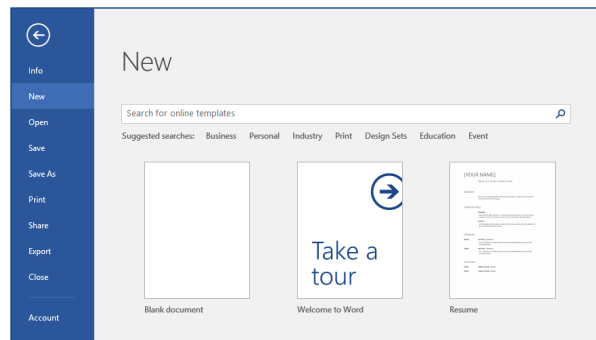 New
Info
New
Open
Save
Save As
Print
Share
Export
Close
Account
Search for online templates
Suggested searches: Business Personal Industry Print Design Sets Education Event
Take a
tour
[YOUR NAME]
Blank document Welcome to Word Resume